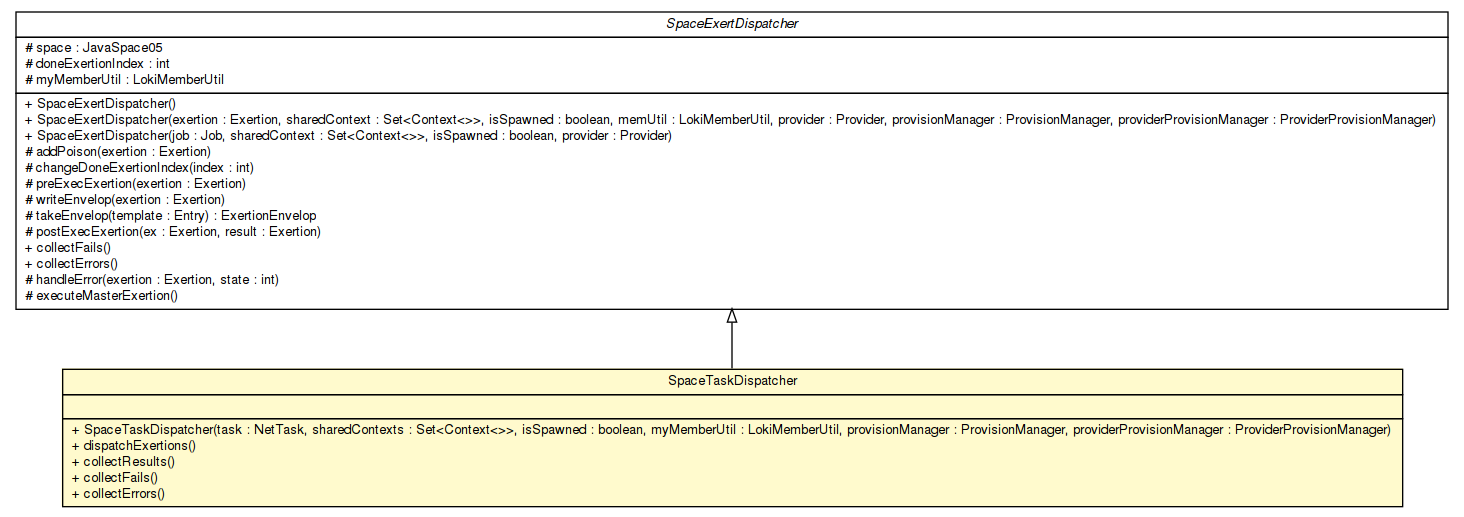 SpaceExertDispatcher
# space : JavaSpace05
# doneExertionIndex : int
# myMemberUtil : LokiMemberUtil
+ SpaceExertDispatcher()
+ SpaceExertDispatcher(exertion : Exertion, sharedContext : Set<Context<>>, isSpawned : boolean, memUtil : LokiMemberUtil, provider : Provider, provisionManager : ProvisionManager, providerProvisionManager : ProviderProvisionManager)
+ SpaceExertDispatcher(job : Job, sharedContext : Set<Context<>>, isSpawned : boolean, provider : Provider)
# addPoison(exertion : Exertion)
# changeDoneExertionIndex(index : int)
# preExecExertion(exertion : Exertion)
# writeEnvelop(exertion : Exertion)
# takeEnvelop(template : Entry) : ExertionEnvelop
# postExecExertion(ex : Exertion, result : Exertion)
+ collectFails()
+ collectErrors()
# handleError(exertion : Exertion, state : int)
# executeMasterExertion()
SpaceTaskDispatcher
+ SpaceTaskDispatcher(task : NetTask, sharedContexts : Set<Context<>>, isSpawned : boolean, myMemberUtil : LokiMemberUtil, provisionManager : ProvisionManager, providerProvisionManager : ProviderProvisionManager)
+ dispatchExertions()
+ collectResults()
+ collectFails()
+ collectErrors()